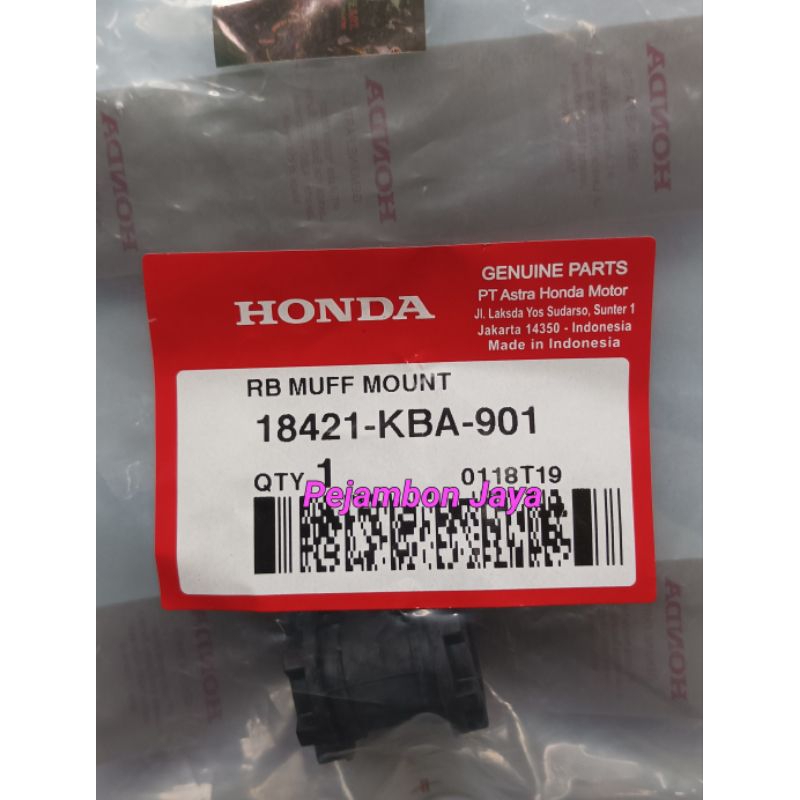 HONDA
HONDA
HONDA
HONDA
GENUINE PARTS
PT Astra Honda Motor
Jl. Laksda Yos Sudarso, Sunter 1
Jakarta 14350 - Indonesia
Made in Indonesia
RB MUFF MOUNT
18421-KBA-901
QTY 1
0118T19
Pejambon Jaya
HONDA
HONDA